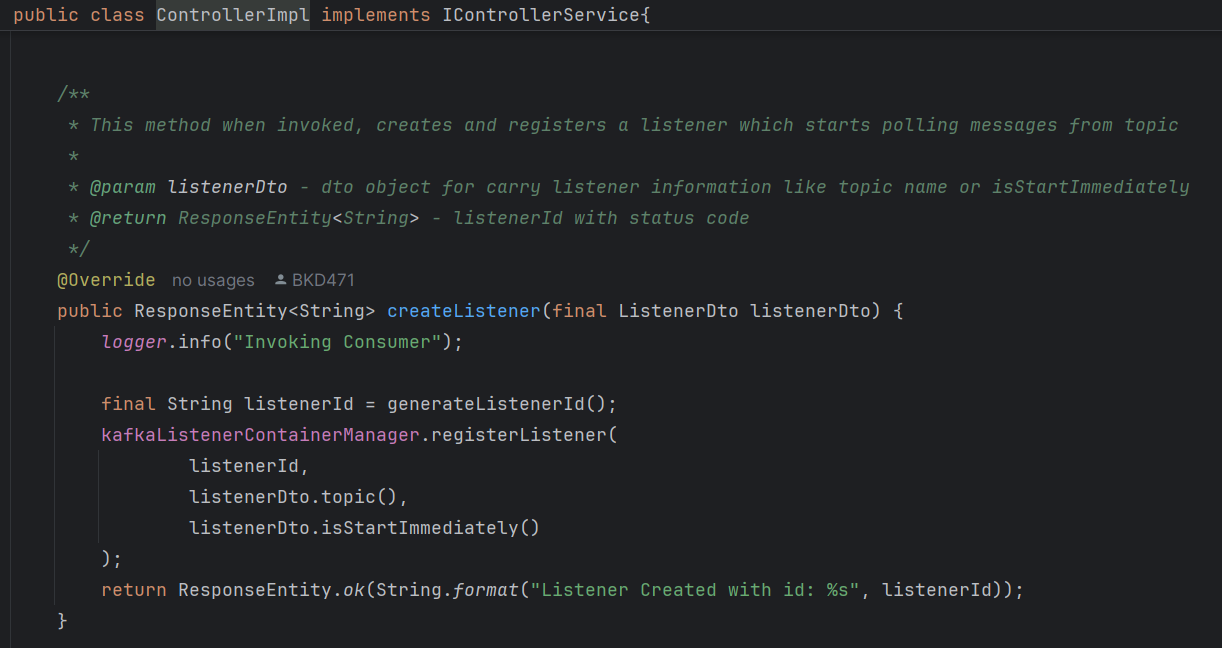 public class ControllerImpl implements IControllerService{
/**
* This method when invoked, creates and registers a listener which starts polling messages from topic
*
* @param listenerDto - dto object for carry listener information like topic name or isStartImmediately
* @return ResponseEntity<String> - listenerId with status code
*/
@Override no usages BKD471
public ResponseEntity<String> createListener(final ListenerDto listenerDto) {
logger.info("Invoking Consumer");
final String listenerId = generateListenerId();
kafkaListenerContainerManager.registerListener(
listenerId,
listenerDto.topic(),
listenerDto.isStartImmediately()
);
return ResponseEntity.ok(String.format("Listener Created with id: %s", listenerId));
}